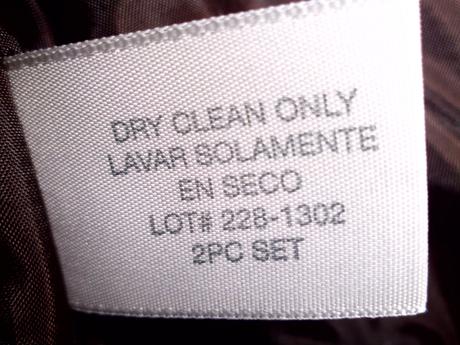 DRY CLEAN ONLY
LAVAR SOLAMENTE
EN SECO
LOT# 228-1302
2PC SET